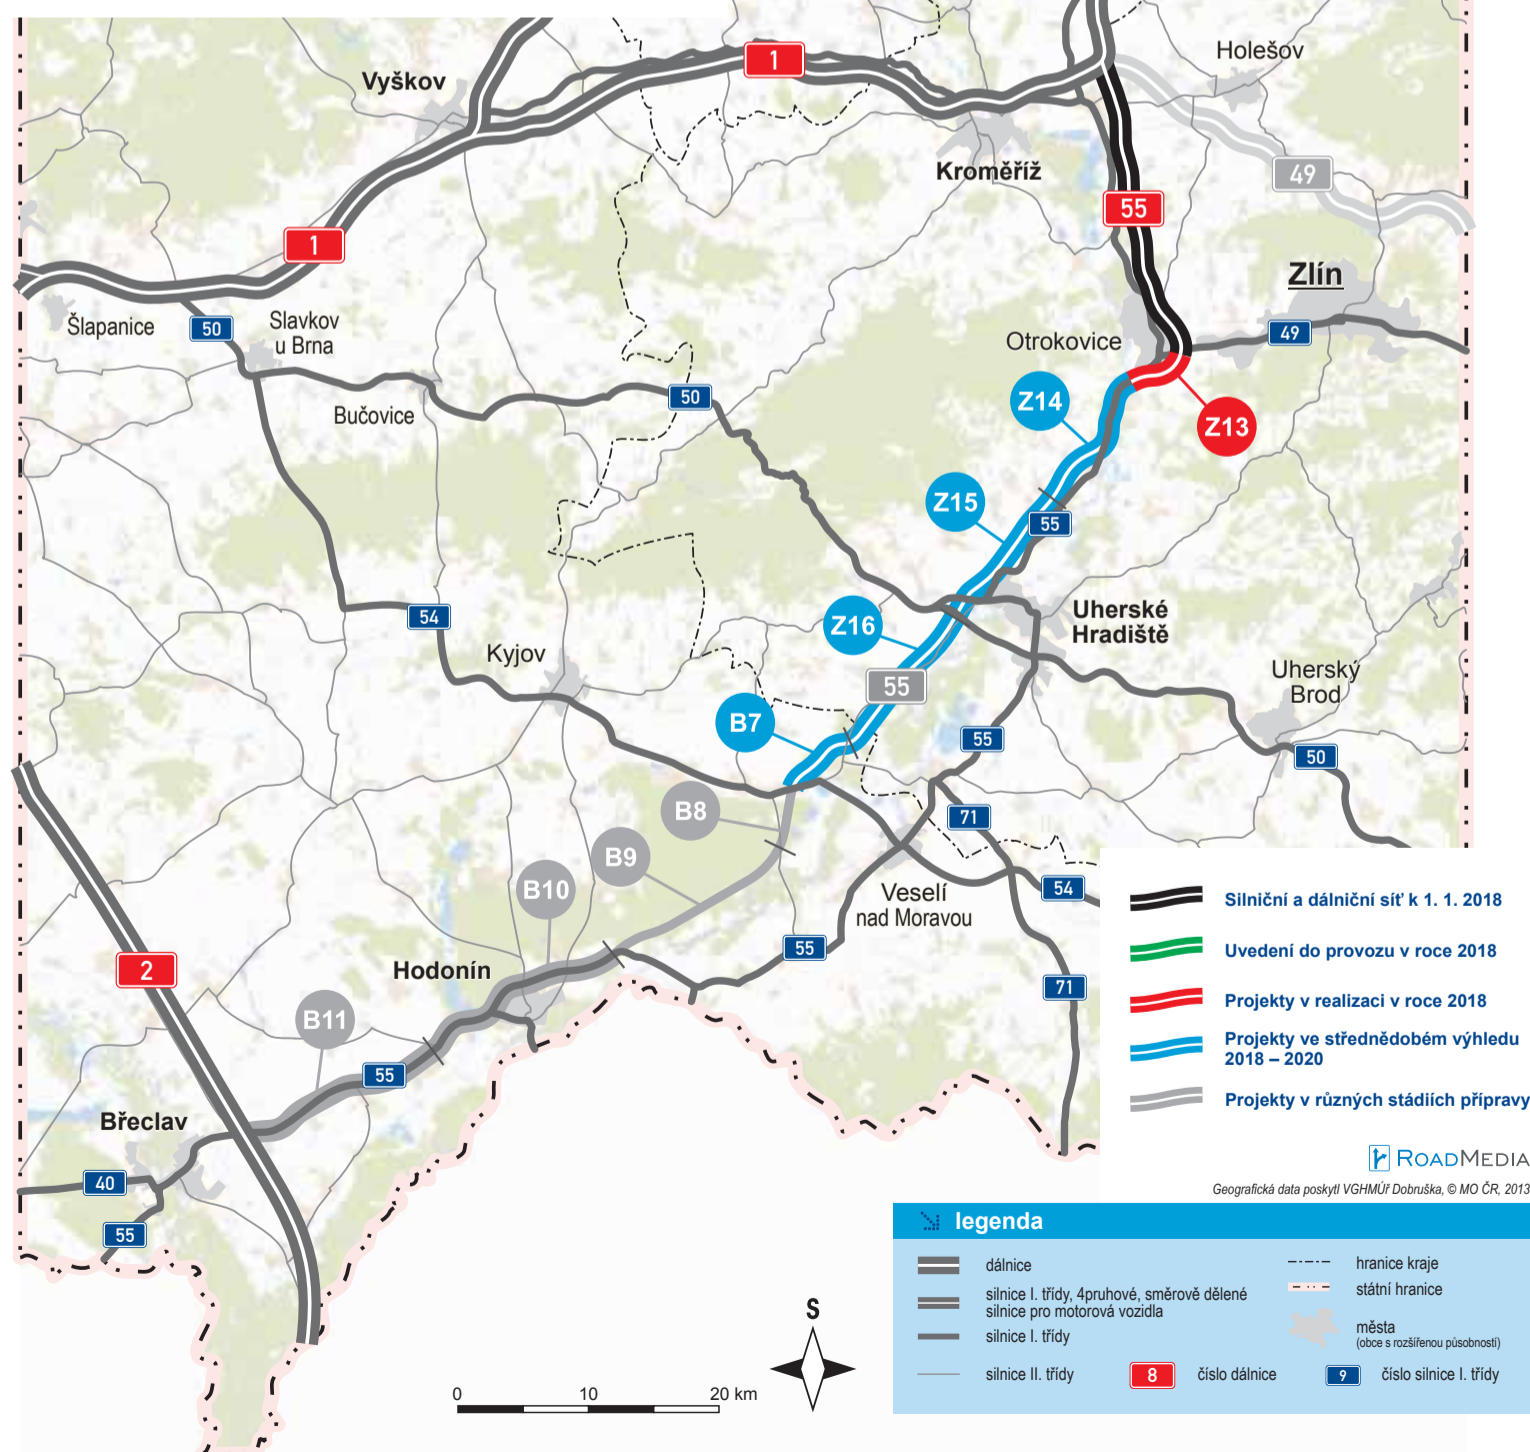 Holešov
Vyškov
1
Kroměříž
49
55
1
Zlín
Šlapanice
50
Slavkov
u Brna
Otrokovice
49
Bučovice
50
Z14
Z13
Z15
55
54
Z16
Uherské
Hradiště
Kyjov
55
Uherský
Brod
B7
55
50
B8
71
B9
B10
Veselí
nad Moravou
54
55
Hodonín
2
71
B11
55
Břeclav
40
55
Silniční a dálniční síť k 1. 1. 2018
Uvedení do provozu v roce 2018
Projekty v realizaci v roce 2018
Projekty ve střednědobém výhledu
2018 – 2020
Projekty v různých stádiích přípravy
ROADMEDIA
Geografická data poskytl VGHMÚř Dobruška, © MO ČR, 2013
legenda
dálnice
silnice I. třídy, 4pruhové, směrově dělené
silnice pro motorová vozidla
silnice I. třídy
silnice II. třídy
hranice kraje
státní hranice
města
(obce s rozšířenou působností)
8 číslo dálnice
9 číslo silnice I. třídy
S
0 10 20 km